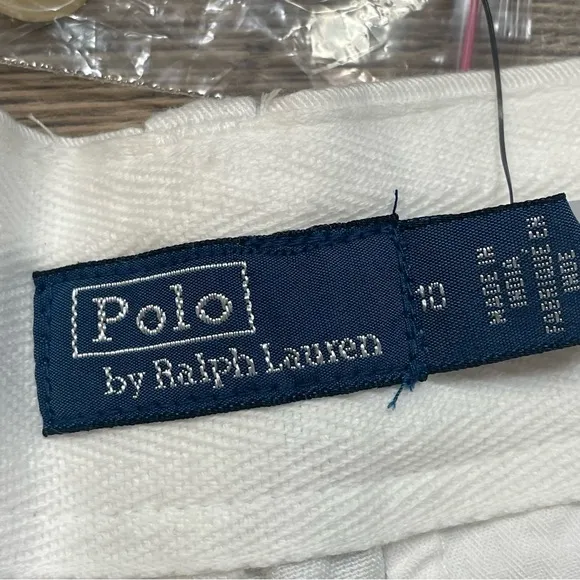 Polo
by Ralph Lauren
10
MADE IN
INDIA
FABRIQUE EN
INDE